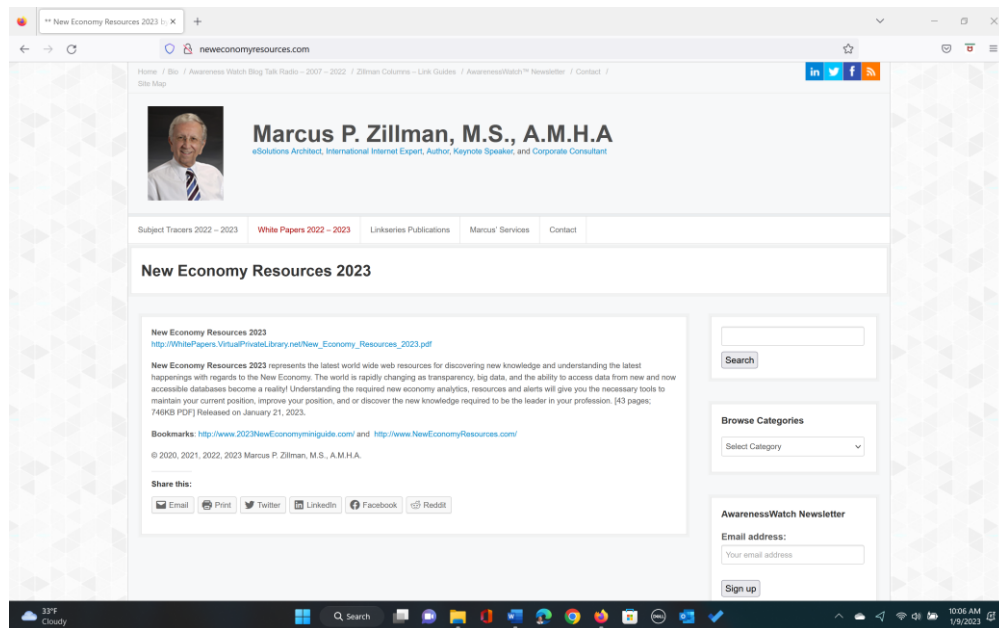 ** New Economy Resources 2023 by
neweconomyresources.com
Home / Bio / Awareness Watch Blog Talk Radio – 2007 – 2022 / Zillman Columns – Link Guides / AwarenessWatch™ Newsletter / Contact /
Site Map
Marcus P. Zillman, M.S., A.M.H.A
eSolutions Architect, International Internet Expert, Author, Keynote Speaker, and Corporate Consultant
Subject Tracers 2022 – 2023 White Papers 2022 – 2023 Linkseries Publications Marcus' Services Contact
New Economy Resources 2023
New Economy Resources 2023
http://WhitePapers.VirtualPrivateLibrary.net/New_Economy_Resources_2023.pdf
New Economy Resources 2023 represents the latest world wide web resources for discovering new knowledge and understanding the latest
happenings with regards to the New Economy. The world is rapidly changing as transparency, big data, and the ability to access data from new and now
accessible databases become a reality! Understanding the required new economy analytics, resources and alerts will give you the necessary tools to
maintain your current position, improve your position, and or discover the new knowledge required to be the leader in your profession. [43 pages;
746KB PDF] Released on January 21, 2023.
Bookmarks: http://www.2023NewEconomyminiguide.com/ and http://www.NewEconomyResources.com/
© 2020, 2021, 2022, 2023 Marcus P. Zillman, M.S., A.M.H.A.
Share this:
Email Print Twitter LinkedIn Facebook Reddit
Search
Browse Categories
Select Category
AwarenessWatch Newsletter
Email address:
Your email address
Sign up
33°F
Cloudy
Search
10:06 AM
1/9/2023